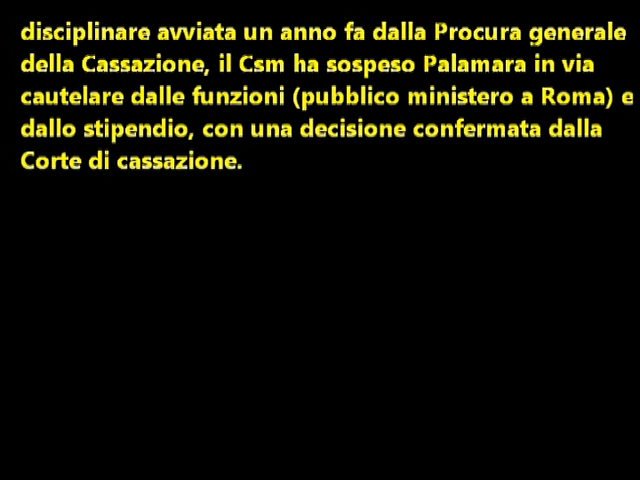 disciplinare avviata un anno fa dalla Procura generale
della Cassazione, il Csm ha sospeso Palamara in via
cautelare dalle funzioni (pubblico ministero a Roma) e
dallo stipendio, con una decisione confermata dalla
Corte di cassazione.